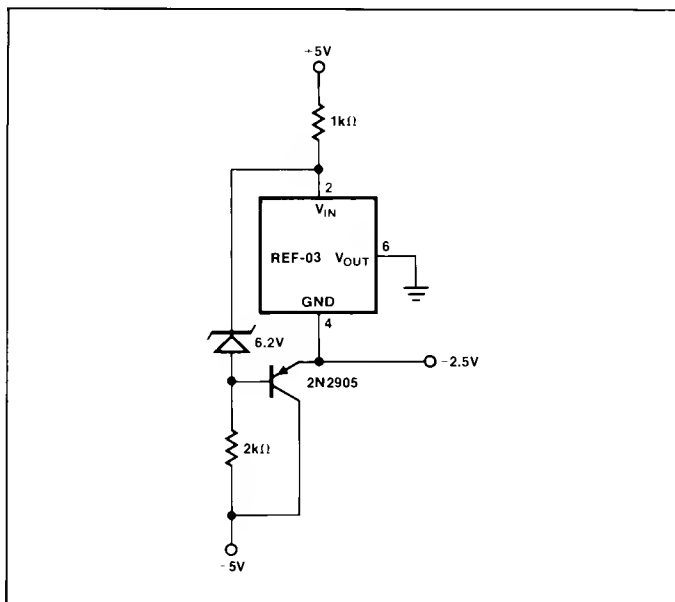 +5V
1kΩ
2
VIN
REF-03 VOUT
6
GND
4
6.2V
2N2905
-2.5V
2kΩ
-5V